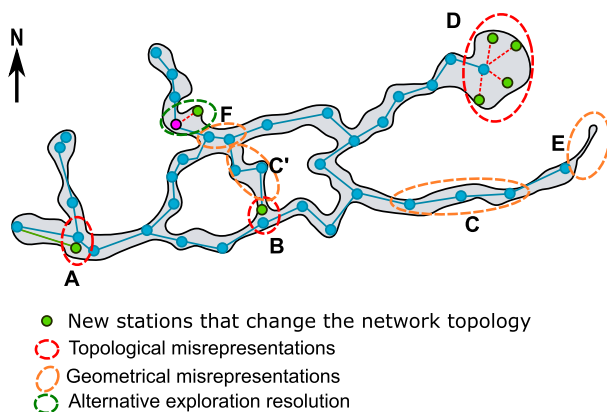 N
D
F
C'
E
C
B
A
New stations that change the network topology
Topological misrepresentations
Geometrical misrepresentations
Alternative exploration resolution